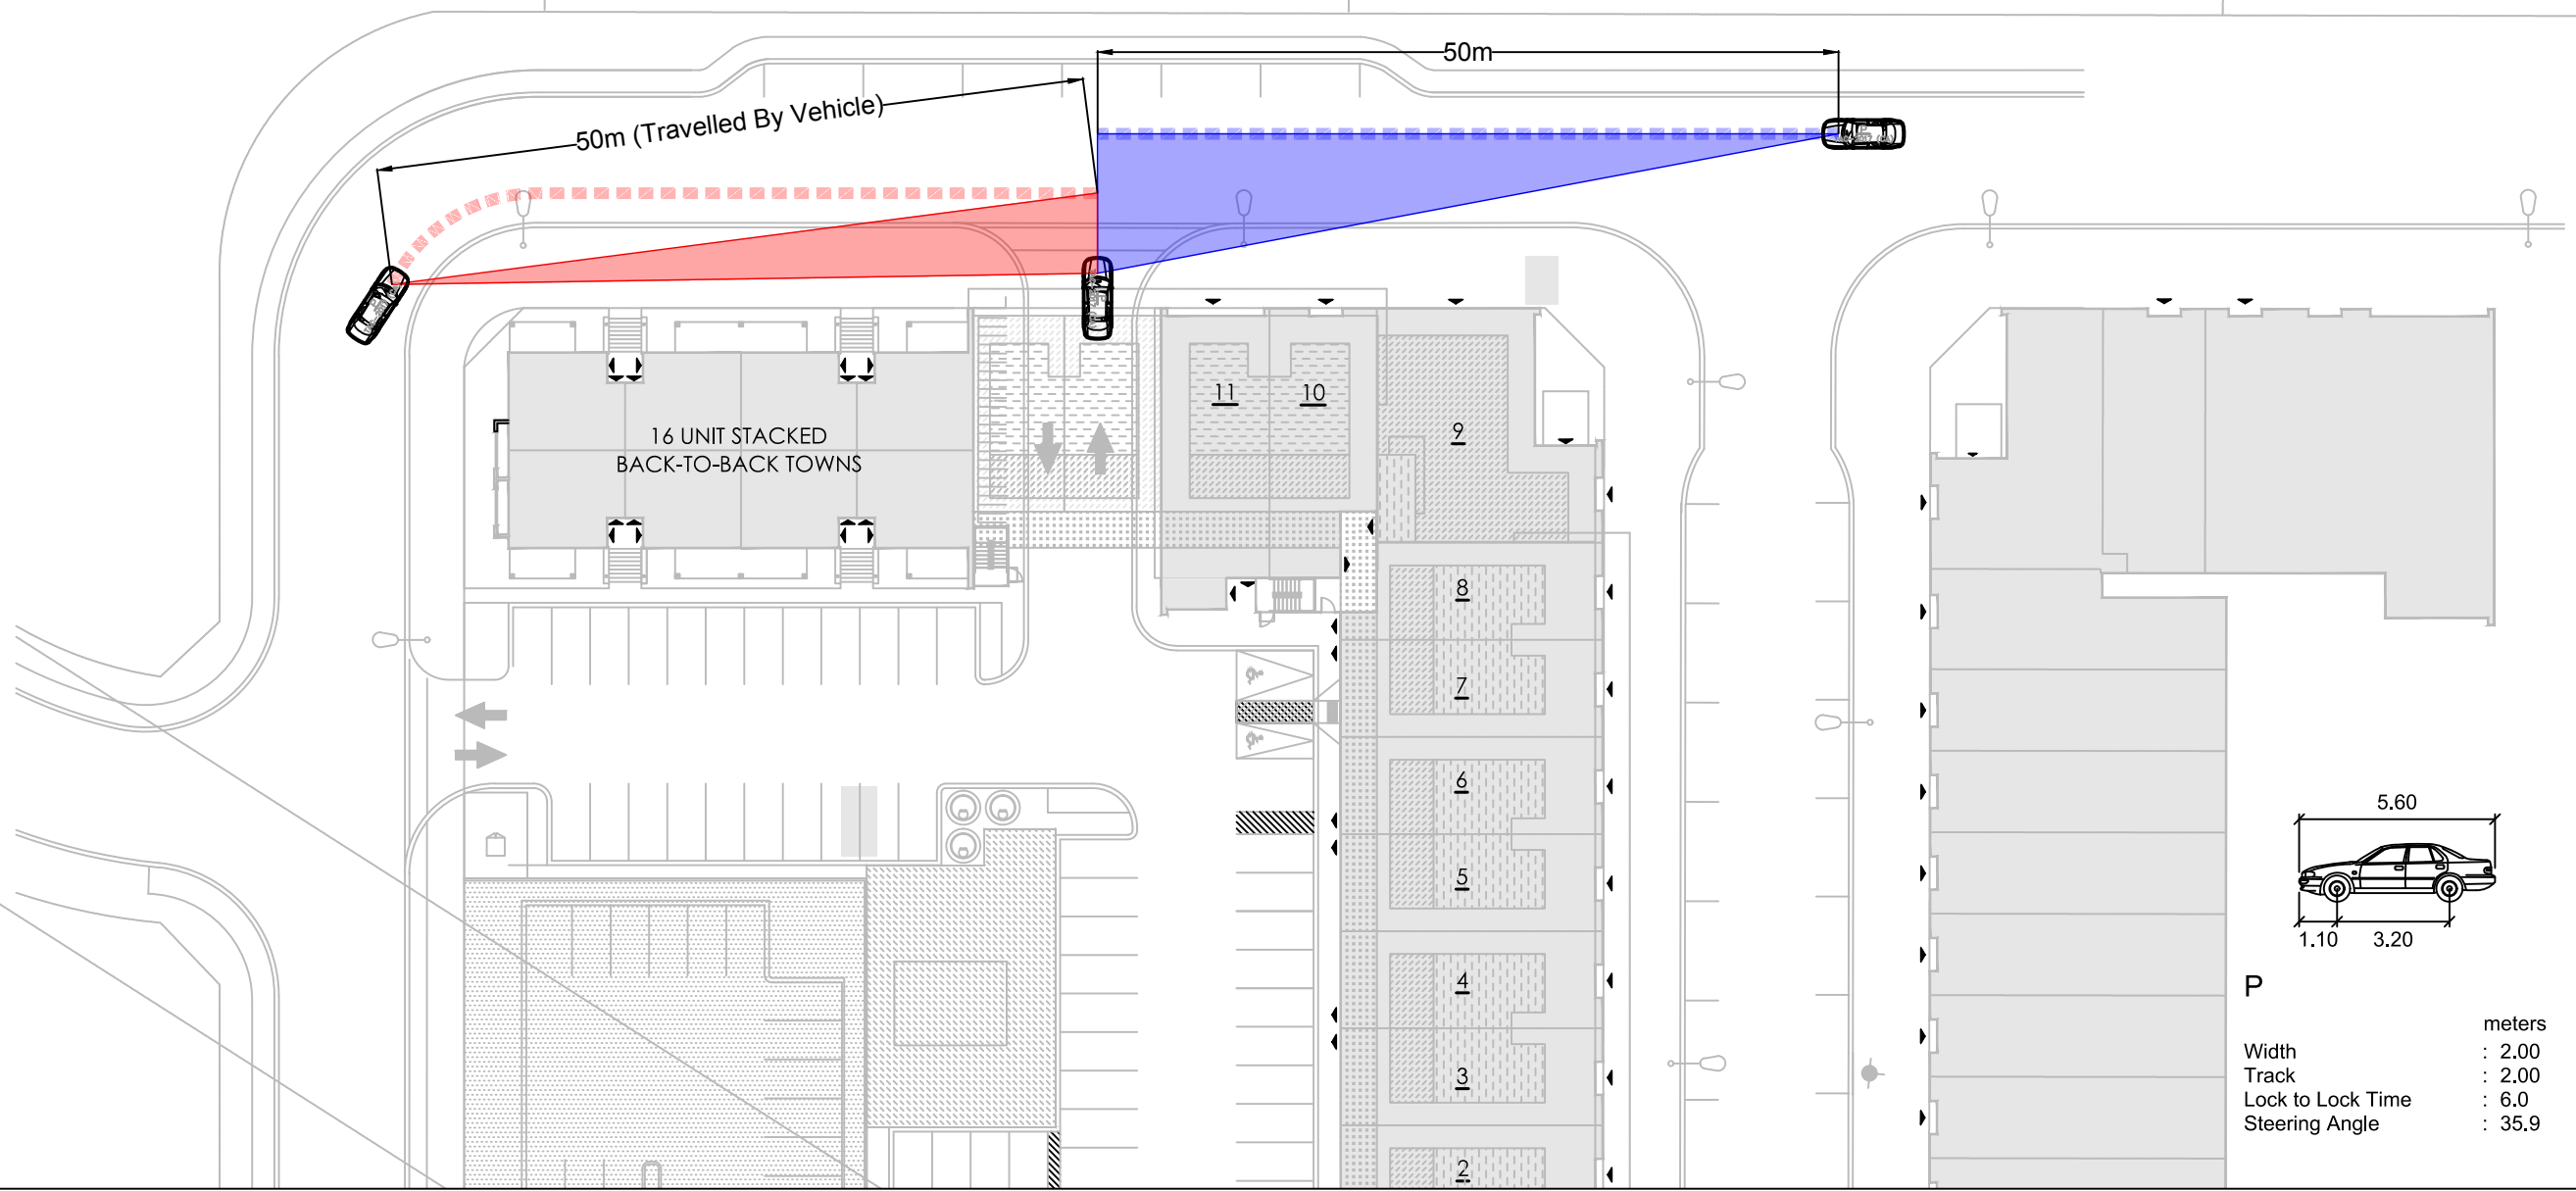 50m
50m (Travelled By Vehicle)
11
10
9
16 UNIT STACKED
BACK-TO-BACK TOWNS
8
7
6
5
4
3
2
5.60
1.10
3.20
P
meters
Width : 2.00
Track : 2.00
Lock to Lock Time : 6.0
Steering Angle : 35.9